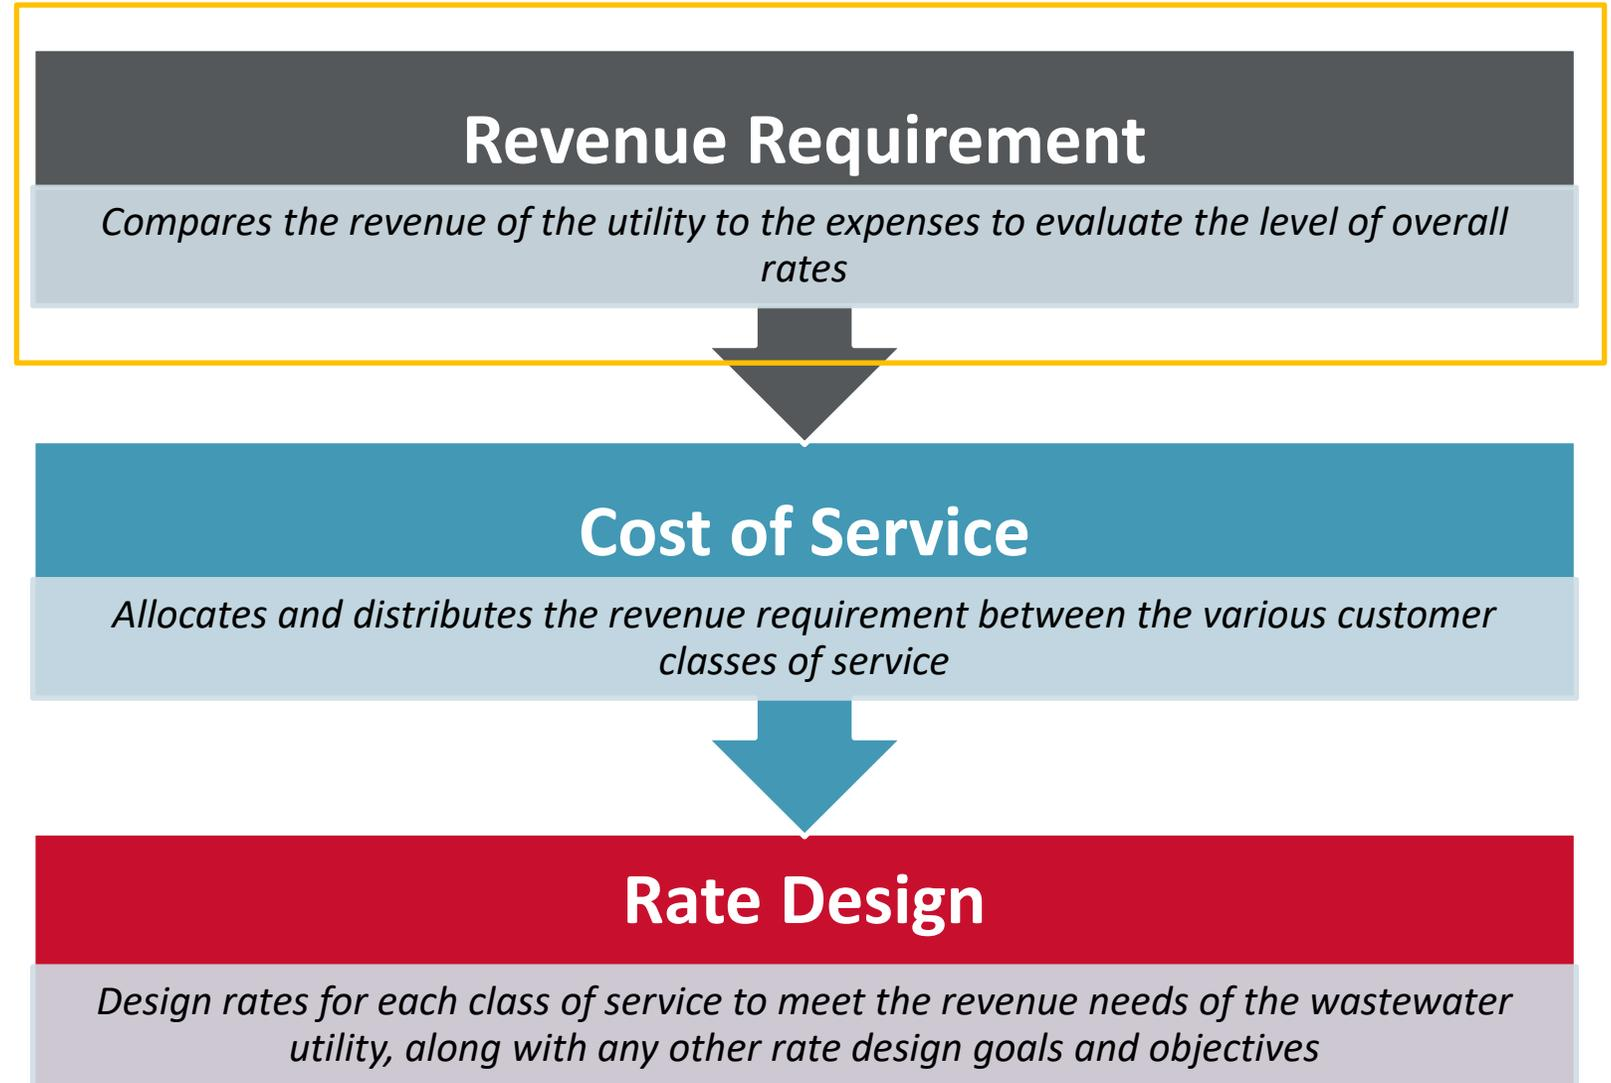 Revenue Requirement
Compares the revenue of the utility to the expenses to evaluate the level of overall
rates
Cost of Service
Allocates and distributes the revenue requirement between the various customer
classes of service
Rate Design
Design rates for each class of service to meet the revenue needs of the wastewater
utility, along with any other rate design goals and objectives